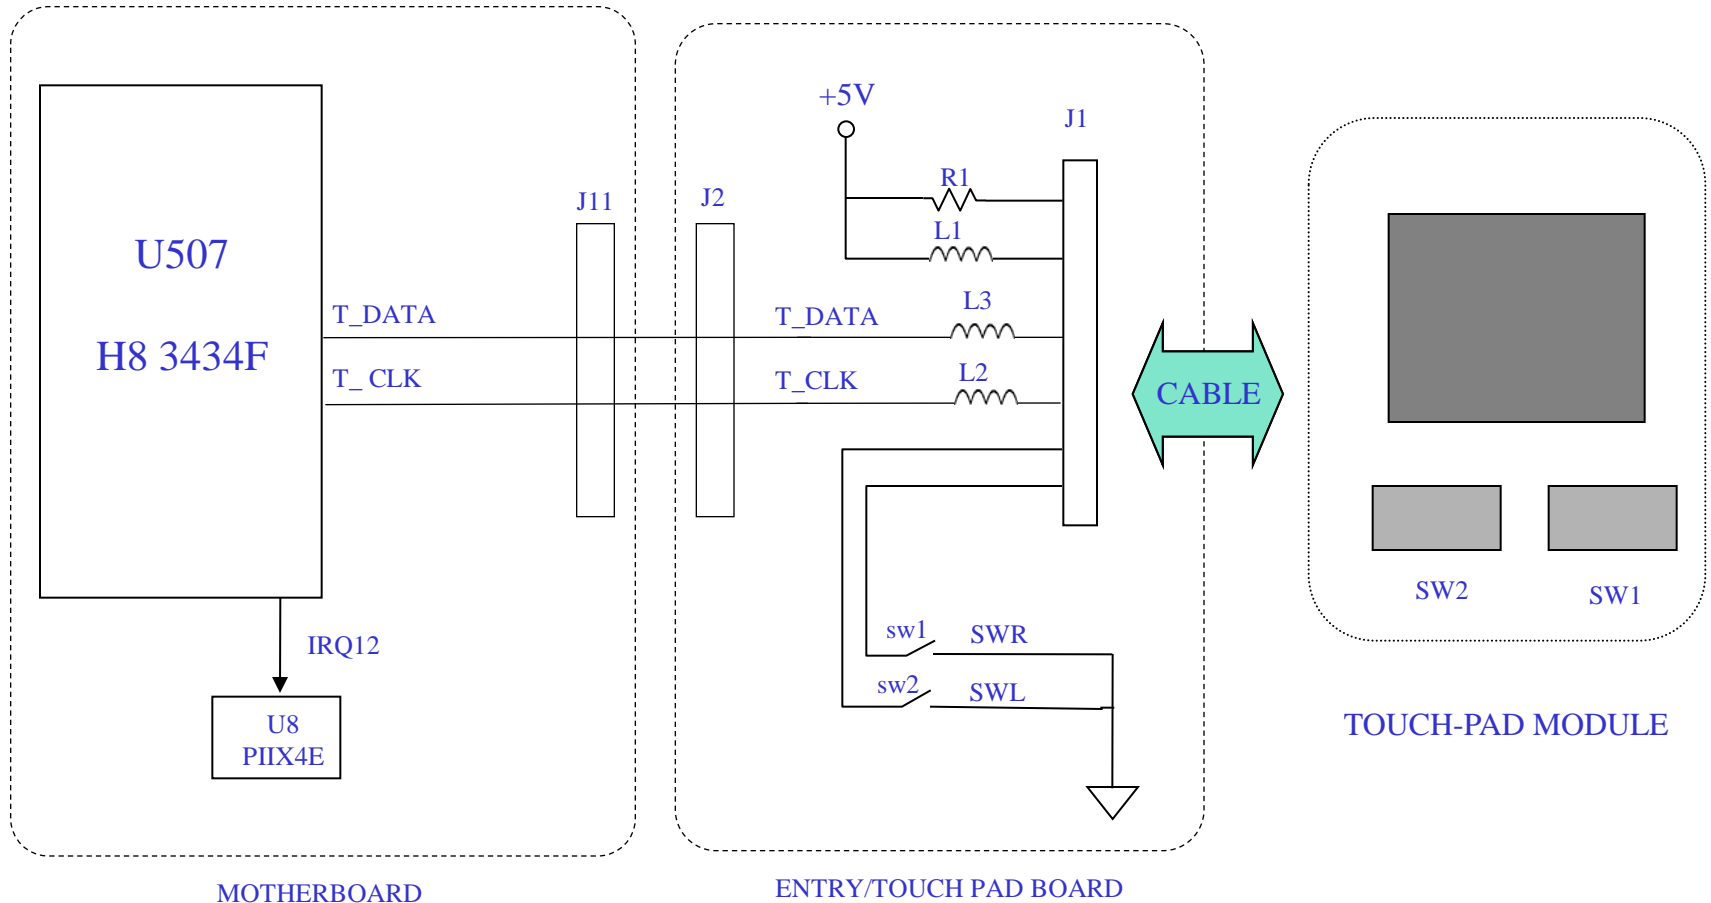 U507
H8 3434F
T_DATA
T_ CLK
J11
IRQ12
U8
PIIX4E
MOTHERBOARD
J2
+5V
J1
R1
L1
L3
T_DATA
L2
T_CLK
sw1 SWR
sw2 SWL
ENTRY/TOUCH PAD BOARD
CABLE
SW2
SW1
TOUCH-PAD MODULE